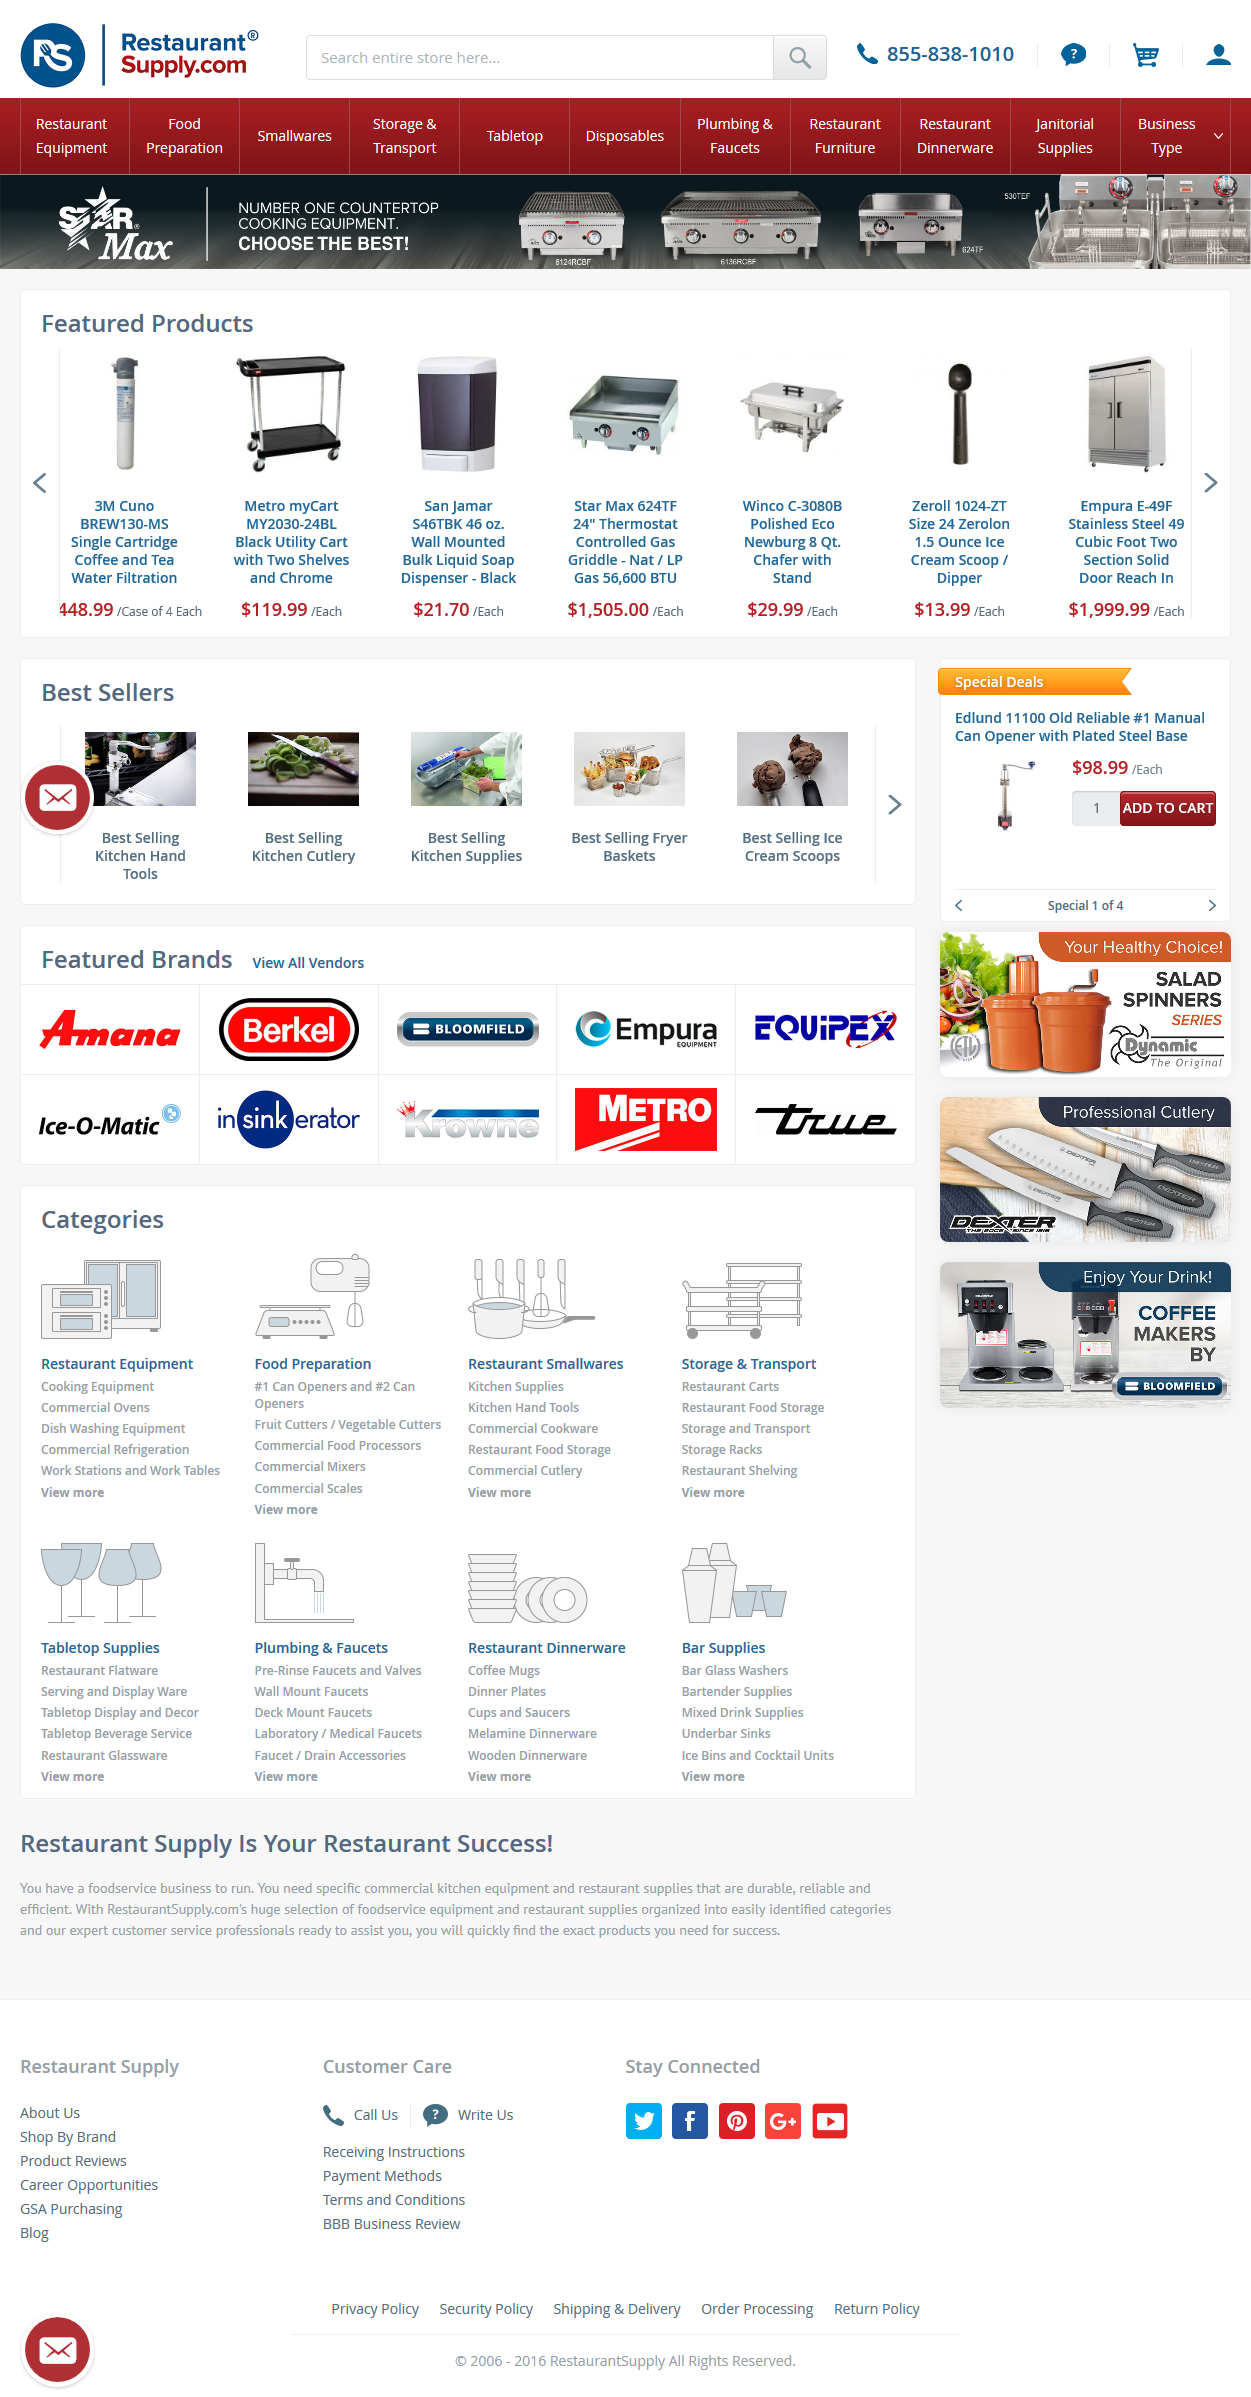 RS
Restaurant®
Supply.com
Search entire store here...
855-838-1010
?
Restaurant Equipment
Food Preparation
Smallwares
Storage & Transport
Tabletop
Disposables
Plumbing & Faucets
Restaurant Furniture
Restaurant Dinnerware
Janitorial Supplies
Business Type
STAR Max
NUMBER ONE COUNTERTOP
COOKING EQUIPMENT.
CHOOSE THE BEST!
6124RCBF
6136RCBF
624TF
530TEF
Featured Products
3M Cuno
BREW130-MS
Single Cartridge
Coffee and Tea
Water Filtration
448.99 /Case of 4 Each
Metro myCart
MY2030-24BL
Black Utility Cart
with Two Shelves
and Chrome
$119.99 /Each
San Jamar
S46TBK 46 oz.
Wall Mounted
Bulk Liquid Soap
Dispenser - Black
$21.70 /Each
Star Max 624TF
24" Thermostat
Controlled Gas
Griddle - Nat / LP
Gas 56,600 BTU
$1,505.00 /Each
Winco C-3080B
Polished Eco
Newburg 8 Qt.
Chafer with
Stand
$29.99 /Each
Zeroll 1024-ZT
Size 24 Zerolon
1.5 Ounce Ice
Cream Scoop /
Dipper
$13.99 /Each
Empura E-49F
Stainless Steel 49
Cubic Foot Two
Section Solid
Door Reach In
$1,999.99 /Each
Best Sellers
Best Selling
Kitchen Hand
Tools
Best Selling
Kitchen Cutlery
Best Selling
Kitchen Supplies
Best Selling Fryer
Baskets
Best Selling Ice
Cream Scoops
Special Deals
Edlund 11100 Old Reliable #1 Manual
Can Opener with Plated Steel Base
$98.99 /Each
1
ADD TO CART
Special 1 of 4
Featured Brands
View All Vendors
Amana
Berkel
BLOOMFIELD
Empura
EQUIPMENT
EQUIPEX
Ice-O-Matic
insinkerator
Krowne
METRO
True
Your Healthy Choice!
SALAD
SPINNERS
SERIES
Dynamic
The Original
Professional Cutlery
DEXTER
THE EDGE SINCE 1818
Enjoy Your Drink!
COFFEE
MAKERS
BY
BLOOMFIELD
Categories
Restaurant Equipment
Cooking Equipment
Commercial Ovens
Dish Washing Equipment
Commercial Refrigeration
Work Stations and Work Tables
View more
Food Preparation
#1 Can Openers and #2 Can
Openers
Fruit Cutters / Vegetable Cutters
Commercial Food Processors
Commercial Mixers
Commercial Scales
View more
Restaurant Smallwares
Kitchen Supplies
Kitchen Hand Tools
Commercial Cookware
Restaurant Food Storage
Commercial Cutlery
View more
Storage & Transport
Restaurant Carts
Restaurant Food Storage
Storage and Transport
Storage Racks
Restaurant Shelving
View more
Tabletop Supplies
Restaurant Flatware
Serving and Display Ware
Tabletop Display and Decor
Tabletop Beverage Service
Restaurant Glassware
View more
Plumbing & Faucets
Pre-Rinse Faucets and Valves
Wall Mount Faucets
Deck Mount Faucets
Laboratory / Medical Faucets
Faucet / Drain Accessories
View more
Restaurant Dinnerware
Coffee Mugs
Dinner Plates
Cups and Saucers
Melamine Dinnerware
Wooden Dinnerware
View more
Bar Supplies
Bar Glass Washers
Bartender Supplies
Mixed Drink Supplies
Underbar Sinks
Ice Bins and Cocktail Units
View more
Restaurant Supply Is Your Restaurant Success!
You have a foodservice business to run. You need specific commercial kitchen equipment and restaurant supplies that are durable, reliable and
efficient. With RestaurantSupply.com's huge selection of foodservice equipment and restaurant supplies organized into easily identified categories
and our expert customer service professionals ready to assist you, you will quickly find the exact products you need for success.
Restaurant Supply
About Us
Shop By Brand
Product Reviews
Career Opportunities
GSA Purchasing
Blog
Customer Care
Call Us
?
Write Us
Receiving Instructions
Payment Methods
Terms and Conditions
BBB Business Review
Stay Connected
f
G+
Privacy Policy
Security Policy
Shipping & Delivery
Order Processing
Return Policy
© 2006 - 2016 RestaurantSupply All Rights Reserved.